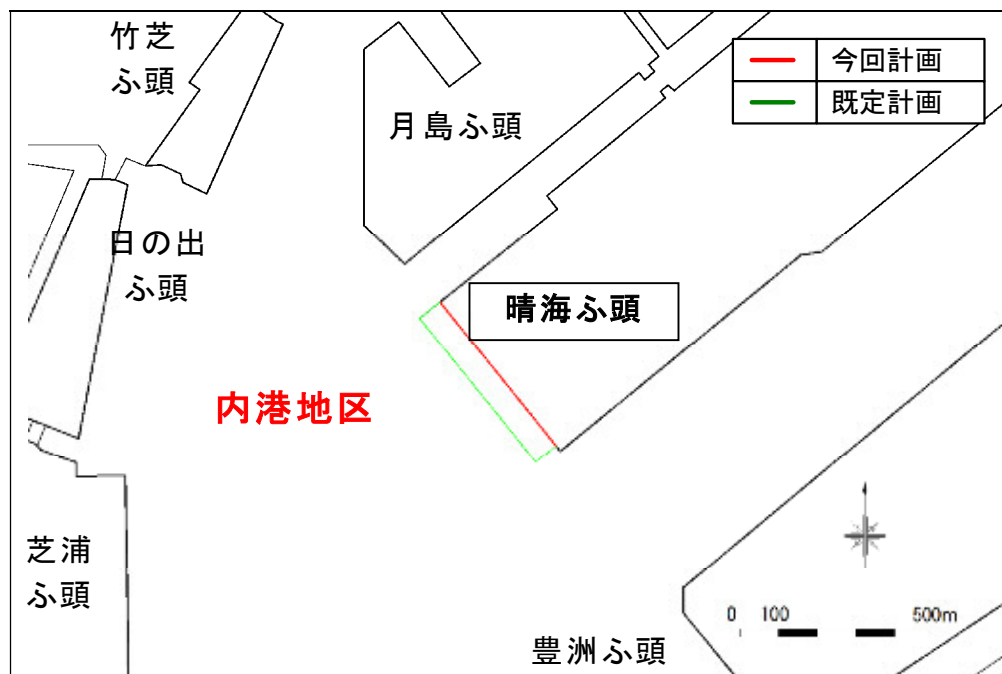 竹芝
ふ頭
今回計画
既定計画
月島ふ頭
日の出
ふ頭
晴海ふ頭
内港地区
芝浦
ふ頭
0 100 500m
豊洲ふ頭